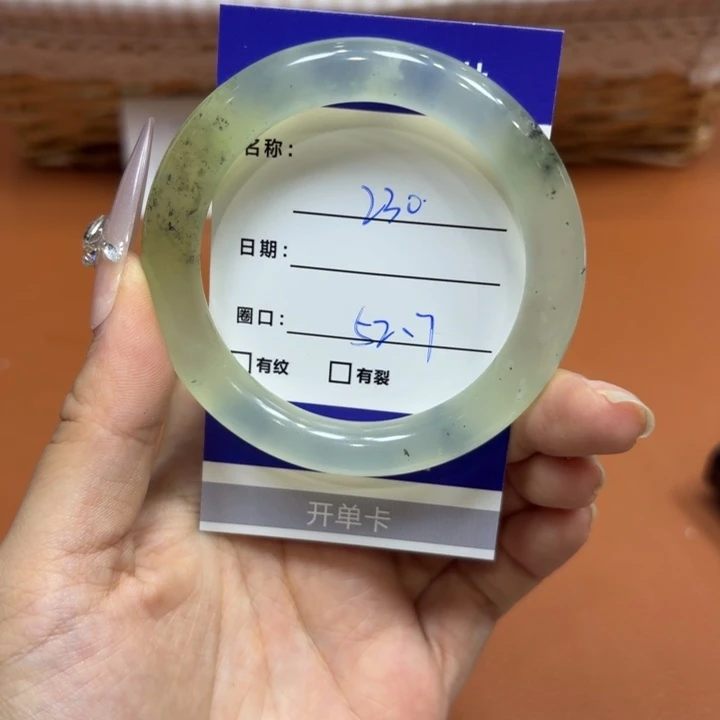 名称：
230
日期：
圈口：52.7
□有纹 □有裂
开单卡